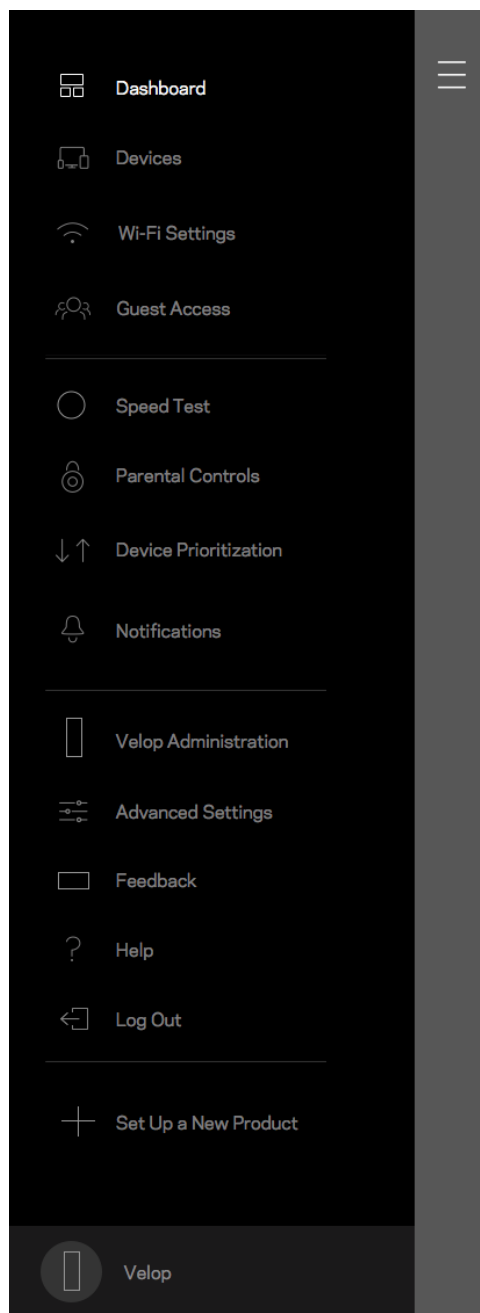 Dashboard
Devices
Wi-Fi Settings
Guest Access
Speed Test
Parental Controls
Device Prioritization
Notifications
Velop Administration
Advanced Settings
Feedback
Help
Log Out
Set Up a New Product
Velop